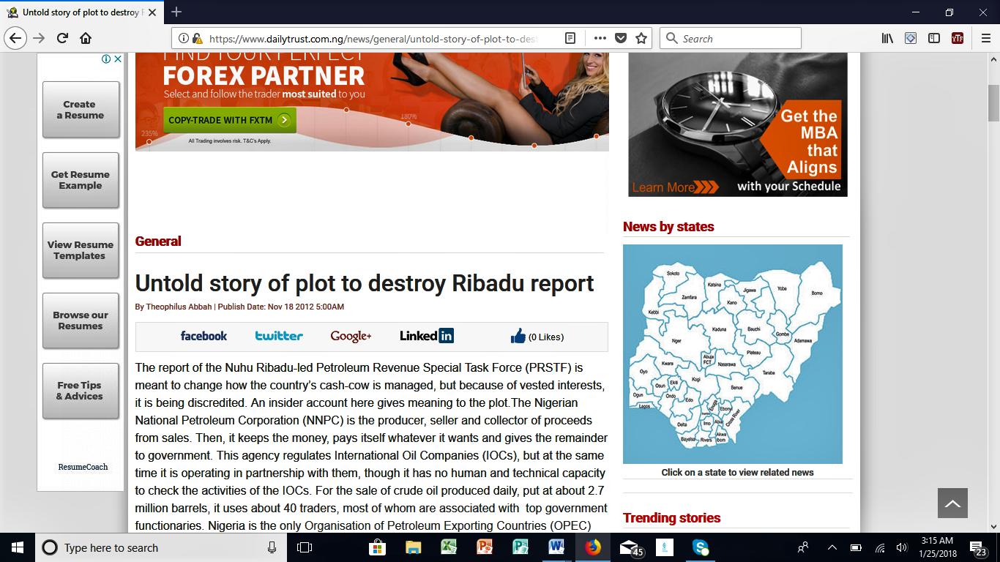 Untold story of plot to destroy R
https://www.dailytrust.com.ng/news/general/untold-story-of-plot-to-dest
Search
YTF
Create
a Resume
Get Resume
Example
View Resume
Templates
Browse our
Resumes
Free Tips
& Advices
ResumeCoach
FIND YOUR PERFECT
FOREX PARTNER
Select and follow the trader most suited to you
COPY-TRADE WITH FXTM
235%
180%
All Trading involves risk. T&C's Apply.
General
Untold story of plot to destroy Ribadu report
By Theophilus Abbah | Publish Date: Nov 18 2012 5:00AM
facebook
twitter
Google+
Linked in
(0 Likes)
The report of the Nuhu Ribadu-led Petroleum Revenue Special Task Force (PRSTF) is
meant to change how the country’s cash-cow is managed, but because of vested interests,
it is being discredited. An insider account here gives meaning to the plot.The Nigerian
National Petroleum Corporation (NNPC) is the producer, seller and collector of proceeds
from sales. Then, it keeps the money, pays itself whatever it wants and gives the remainder
to government. This agency regulates International Oil Companies (IOCs), but at the same
time it is operating in partnership with them, though it has no human and technical capacity
to check the activities of the IOCs. For the sale of crude oil produced daily, put at about 2.7
million barrels, it uses about 40 traders, most of whom are associated with  top government
functionaries. Nigeria is the only Organisation of Petroleum Exporting Countries (OPEC)
Get the
MBA
that
Aligns
with your Schedule
Learn More
News by states
Sokoto
Katsina
Jigawa
Yobe
Borno
Zamfara
Kano
Kebbi
Kaduna
Bauchi
Gombe
Adamawa
Niger
Abuja
FCT
Plateau
Nasarawa
Taraba
Kwara
Oyo
Kogi
Benue
Osun
Ekiti
Ogun
Ondo
Edo
Enugu
Ebonyi
Lagos
Cross River
Delta
Imo
Abia
Bayelsa
Rivers
Akwa
Ibom
Click on a state to view related news
Trending stories
Type here to search
45
3:15 AM
1/25/2018
23